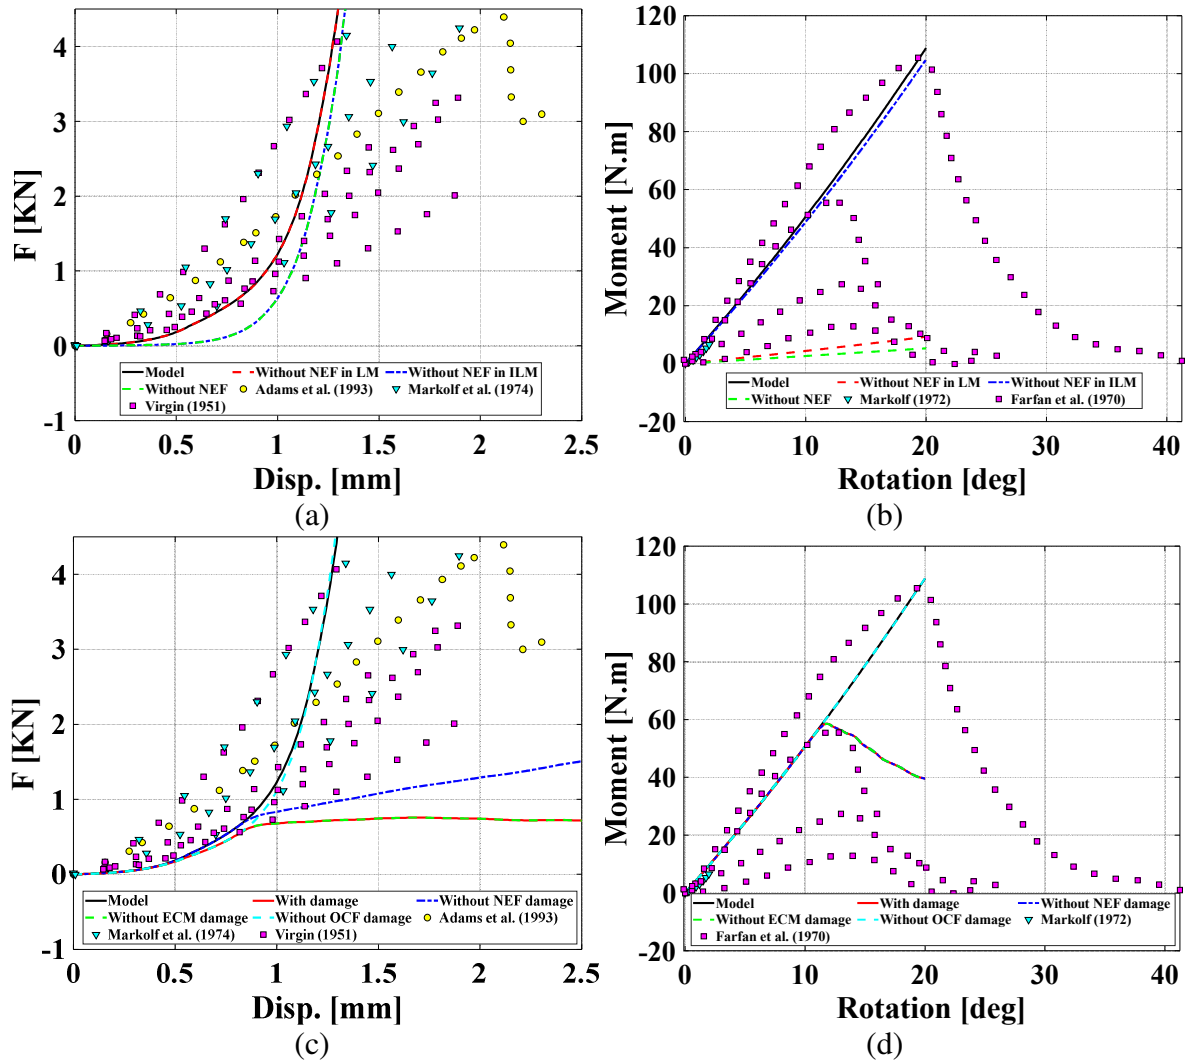 4
3
2
1
0
-1
F [KN]
0 0.5 1 1.5 2 2.5
Disp. [mm]
Model Without NEF in LM Without NEF in ILM
Without NEF Adams et al. (1993) Markolf et al. (1974)
Virgin (1951)
(a)
120
100
80
60
40
20
0
-20
Moment [N.m]
0 10 20 30 40
Rotation [deg]
Model Without NEF in LM Without NEF in ILM
Without NEF Markolf (1972) Farfan et al. (1970)
(b)
4
3
2
1
0
-1
F [KN]
0 0.5 1 1.5 2 2.5
Disp. [mm]
Model With damage Without NEF damage
Without ECM damage Without OCF damage Adams et al. (1993)
Markolf et al. (1974) Virgin (1951)
(c)
120
100
80
60
40
20
0
-20
Moment [N.m]
0 10 20 30 40
Rotation [deg]
Model With damage Without NEF damage
Without ECM damage Without OCF damage Markolf (1972)
Farfan et al. (1970)
(d)